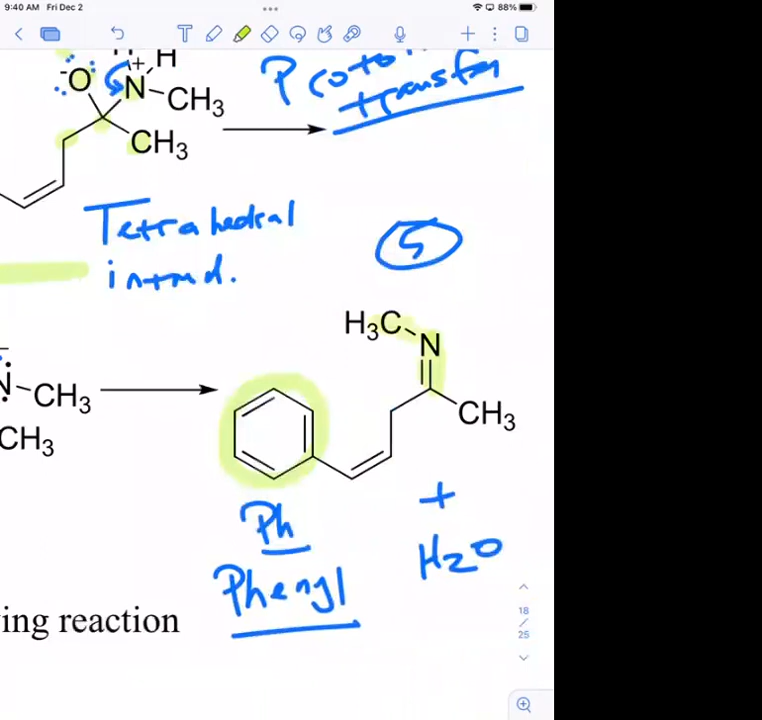 9:40 AM Fri Dec 2
88%
T
H
+
-O
N
CH3
CH3
Proton
transfer
Tetrahedral
intmd.
5
H3C
N
CH3
N
CH3
CH3
+
Ph
H2O
Phenyl
ing reaction
18
/
25